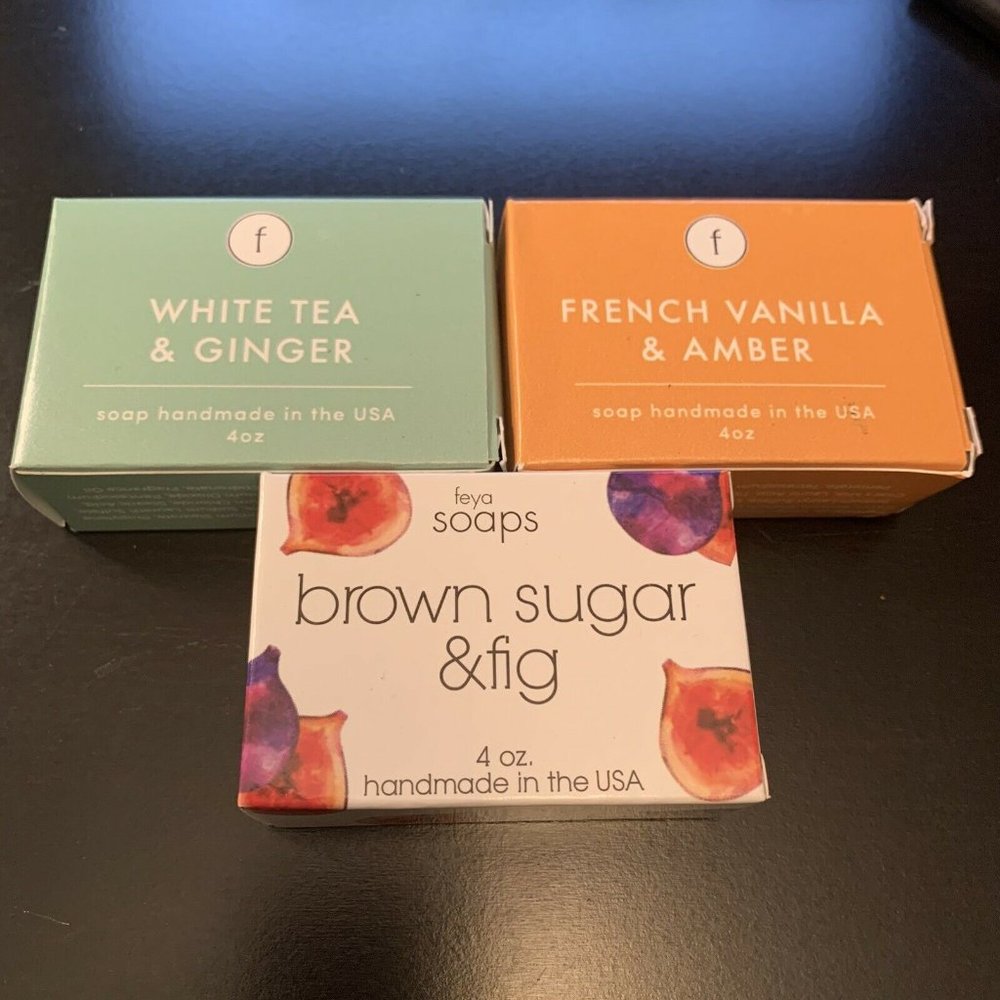 f
WHITE TEA
& GINGER
soap handmade in the USA
4oz
f
FRENCH VANILLA
& AMBER
soap handmade in the USA
4oz
feya
soaps
brown sugar
&fig
4 oz.
handmade in the USA